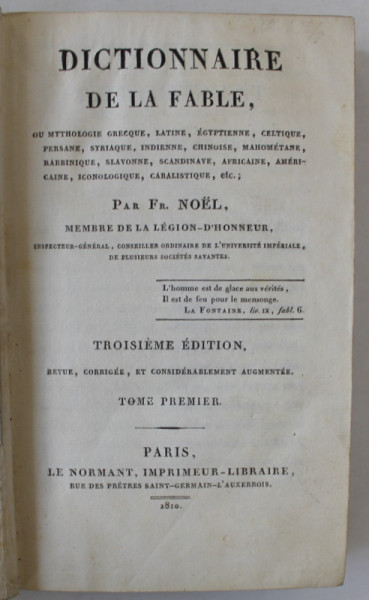 DICTIONNAIRE
DE LA FABLE,
OU MYTHOLOGIE GRECQUE, LATINE, ÉGYPTIENNE, CELTIQUE,
PERSANE, SYRIAQUE, INDIENNE, CHINOISE, MAHOMÉTANE,
RABBINIQUE, SLAVONNE, SCANDINAVE, AFRICAINE, AMÉRI-
CAINE, ICONOLOGIQUE, CABALISTIQUE, etc.;
PAR FR. NOËL,
MEMBRE DE LA LÉGION-D'HONNEUR,
INSPECTEUR-GÉNÉRAL, CONSEILLER ORDINAIRE DE L'UNIVERSITÉ IMPÉRIALE,
DE PLUSIEURS SOCIÉTÉS SAVANTES.
L'homme est de glace aux vérités,
Il est de feu pour le mensonge.
LA FONTAINE, liv. IX, fabl. 6.
TROISIÈME ÉDITION,
REVUE, CORRIGÉE, ET CONSIDÉRABLEMENT AUGMENTÉE.
TOME PREMIER.
PARIS,
LE NORMANT, IMPRIMEUR-LIBRAIRE,
RUE DES PRÊTRES SAINT-GERMAIN-L'AUXERROIS.
1810.